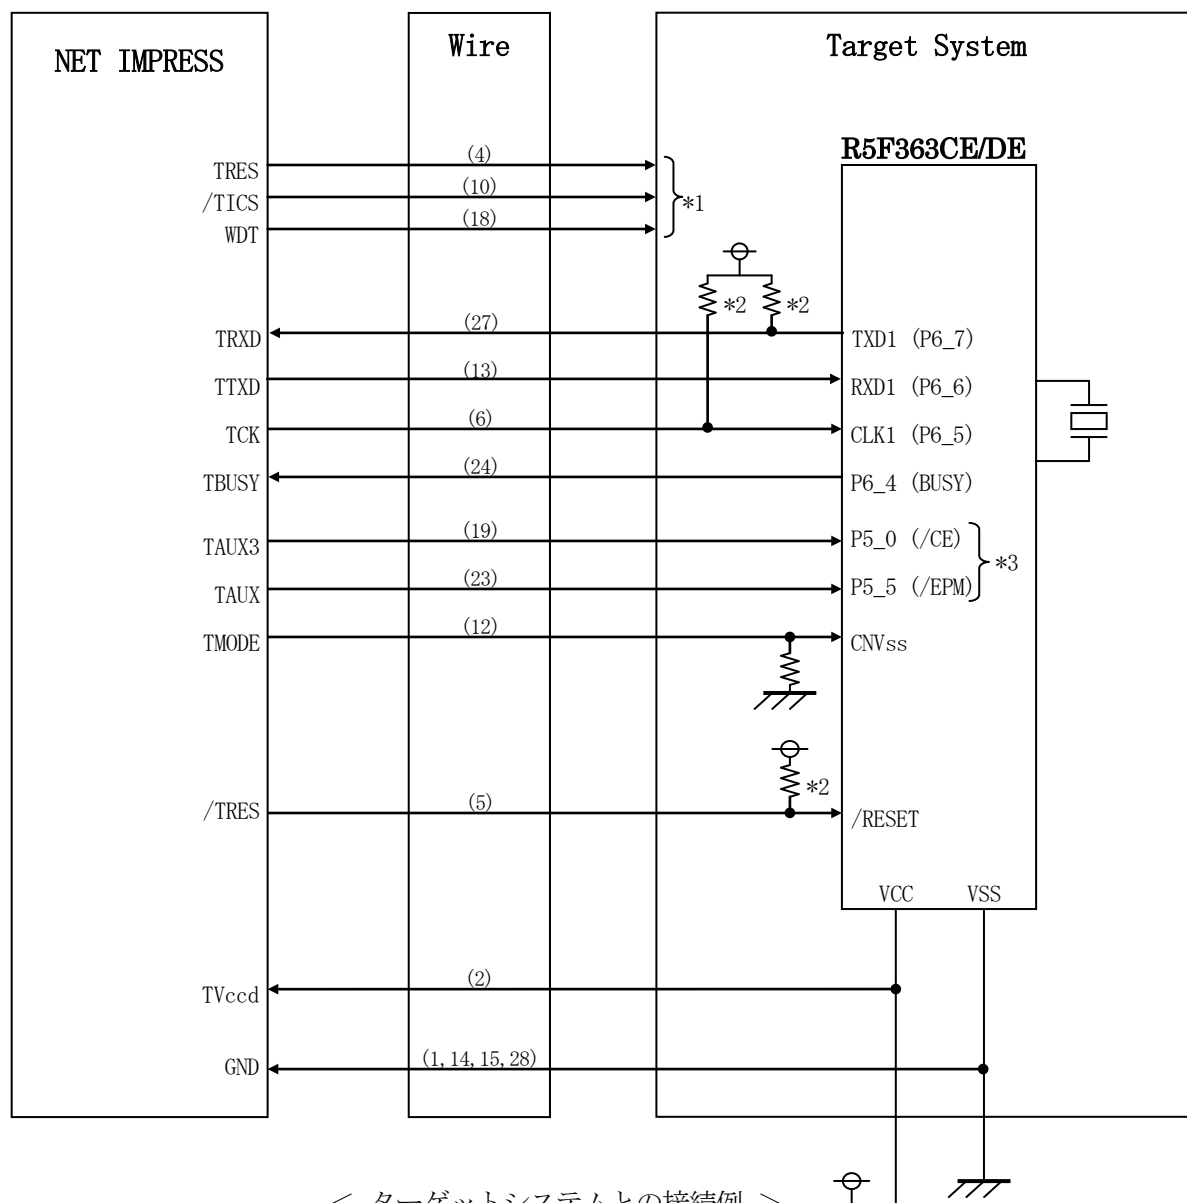 NET IMPRESS
Wire
Target System
R5F363CE/DE
TRES
(4)
/TICS
(10)
*1
WDT
(18)
*2
*2
TRXD
(27)
TXD1 (P6_7)
TTXD
(13)
RXD1 (P6_6)
TCK
(6)
CLK1 (P6_5)
TBUSY
(24)
P6_4 (BUSY)
TAUX3
(19)
P5_0 (/CE)
*3
TAUX
(23)
P5_5 (/EPM)
TMODE
(12)
CNVss
*2
/TRES
(5)
/RESET
VCC
VSS
TVccd
(2)
GND
(1,14,15,28)
< ターゲットシステムとの接続例 >